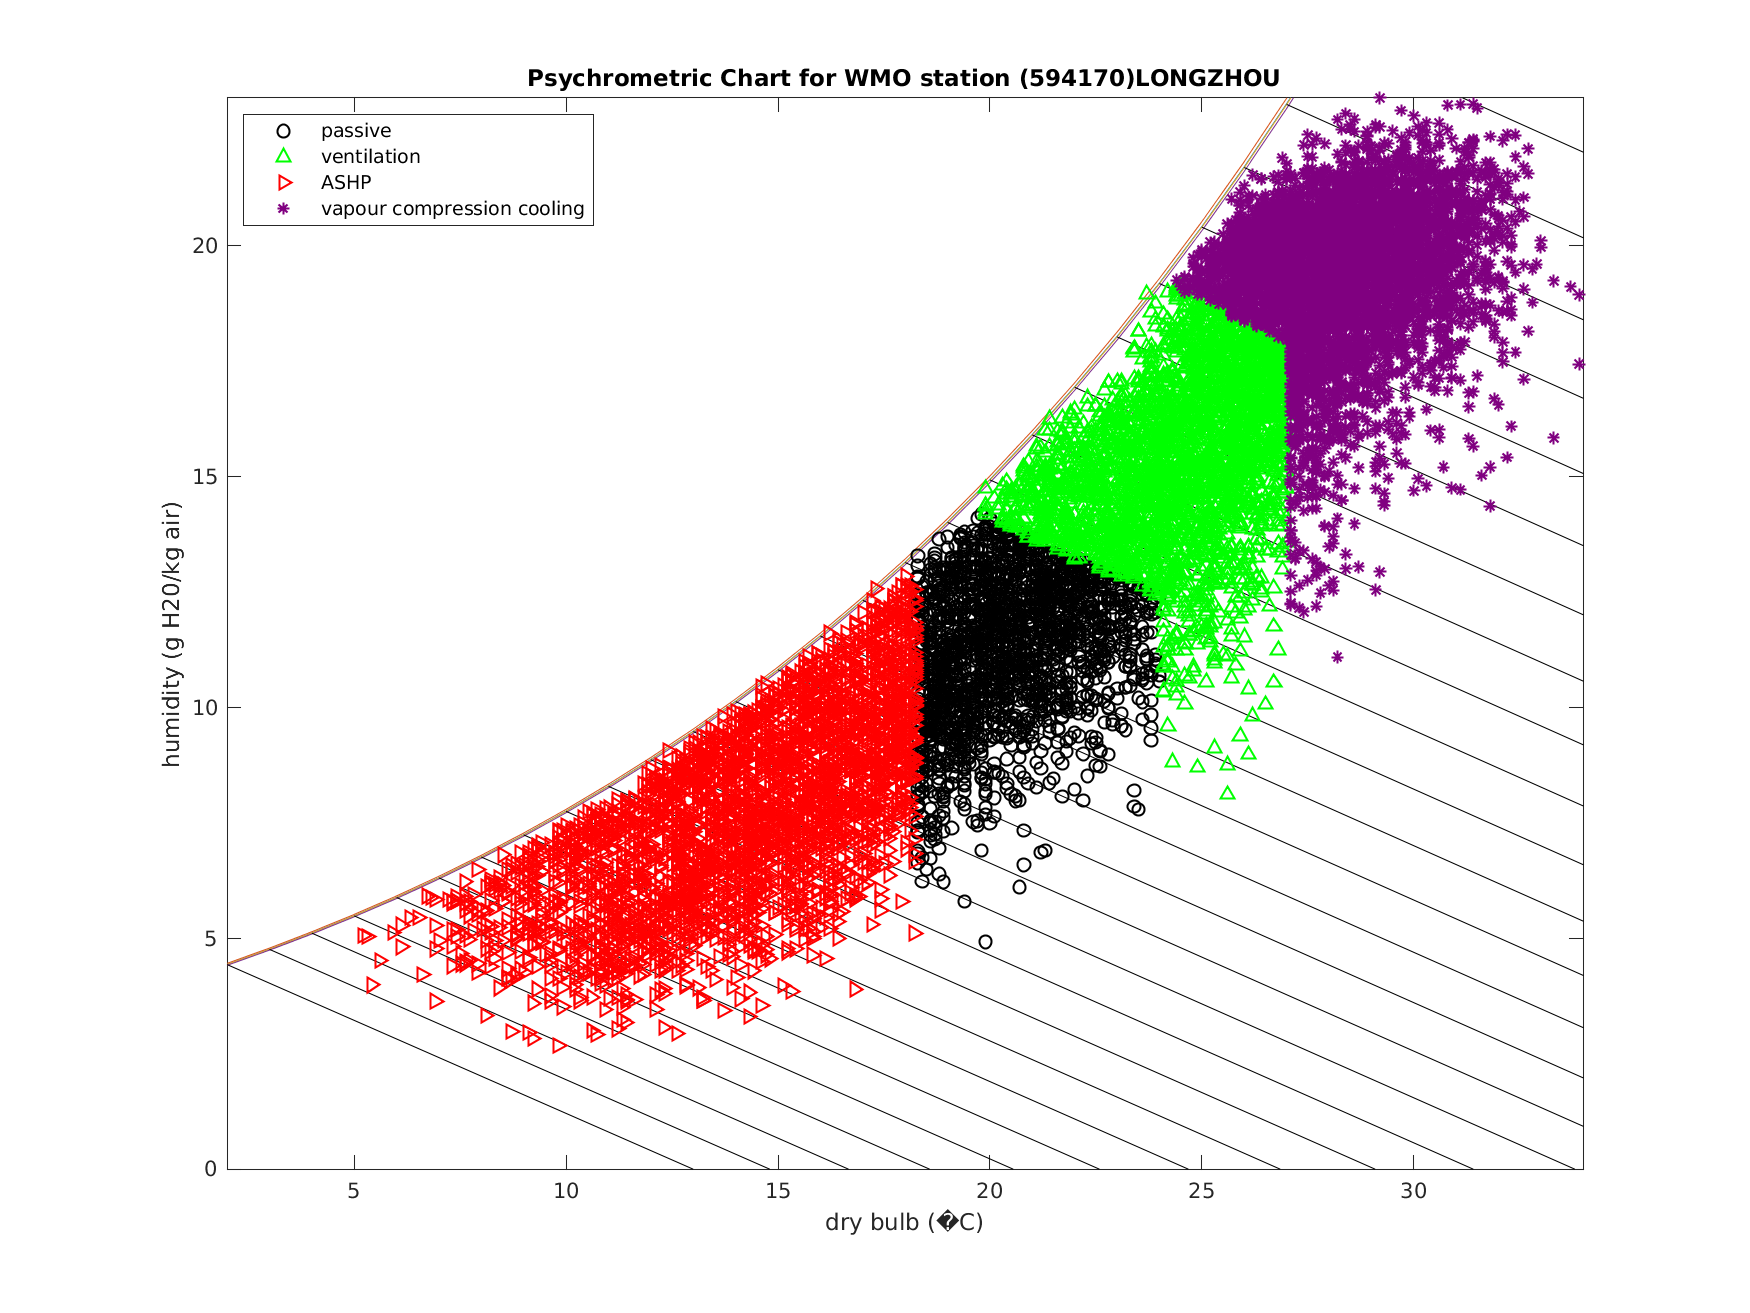 Psychrometric Chart for WMO station (594170)LONGZHOU
passive
ventilation
ASHP
vapour compression cooling
humidity (g H20/kg air)
20
15
10
5
0
5 10 15 20 25 30
dry bulb (�C)